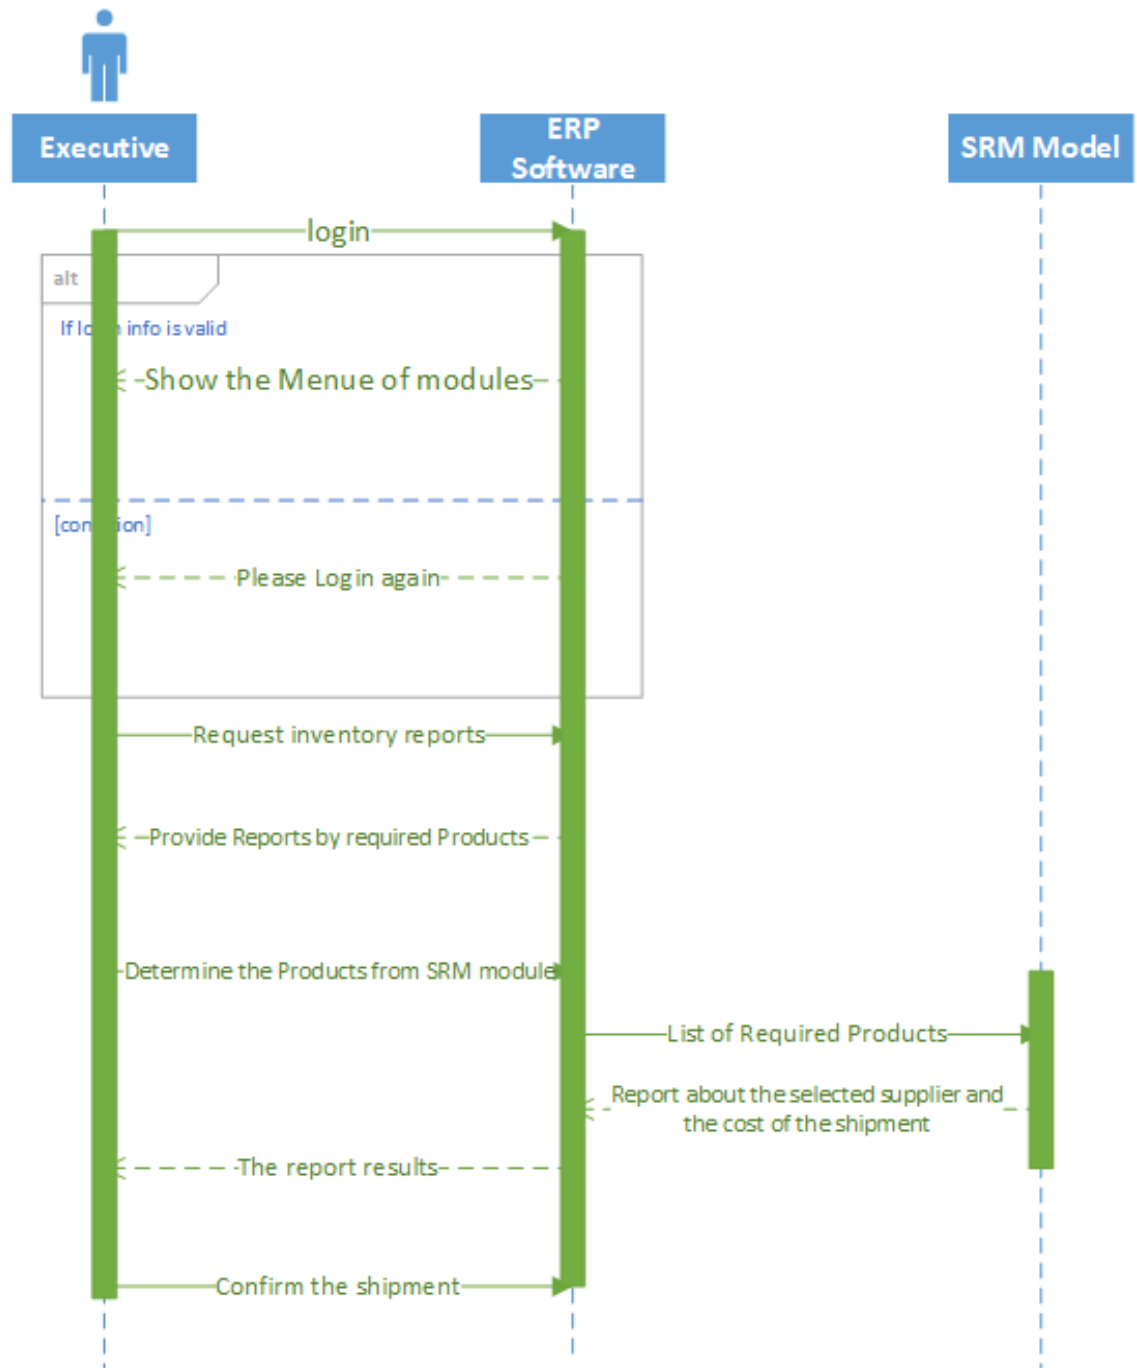 Executive
ERP
Software
SRM Model
login
alt
If info is valid
Show the Menue of modules
Please Login again
Request inventory reports
Provide Reports by required Products
Determine the Products from SRM module
List of Required Products
Report about the selected supplier and
the cost of the shipment
The report results
Confirm the shipment